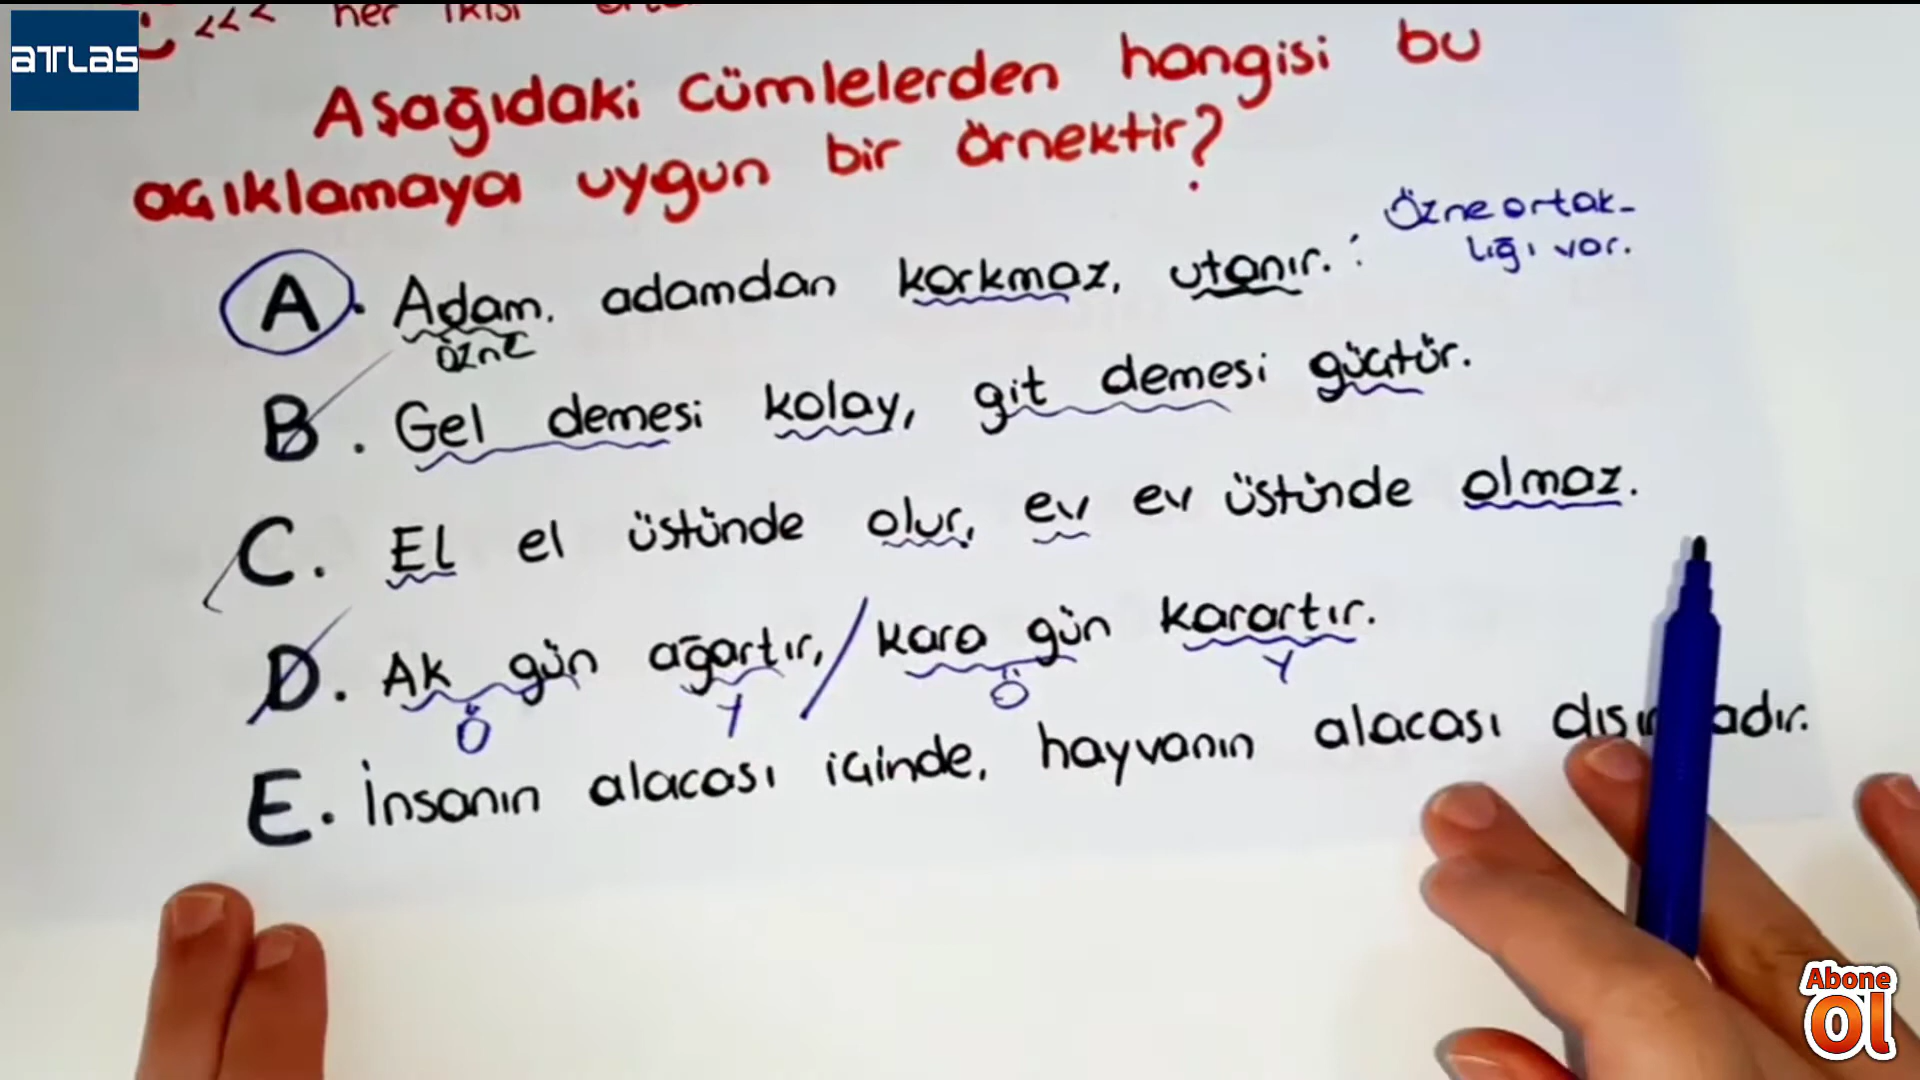 ATLAS
<<< her ikisi
Aşağıdaki cümlelerden hangisi bu
açıklamaya uygun bir örnektir?
A. Adam, adamdan korkmaz, utanır. : Özne ortak-
lığı var.
özne
B. Gel demesi kolay, git demesi güçtür.
C. El el üstünde olur, ev ev üstünde olmaz.
D. Ak gün ağartır, / kara gün karartır.
Ö Y Ö Y
E. İnsanın alacası içinde, hayvanın alacası
Abone
Ol